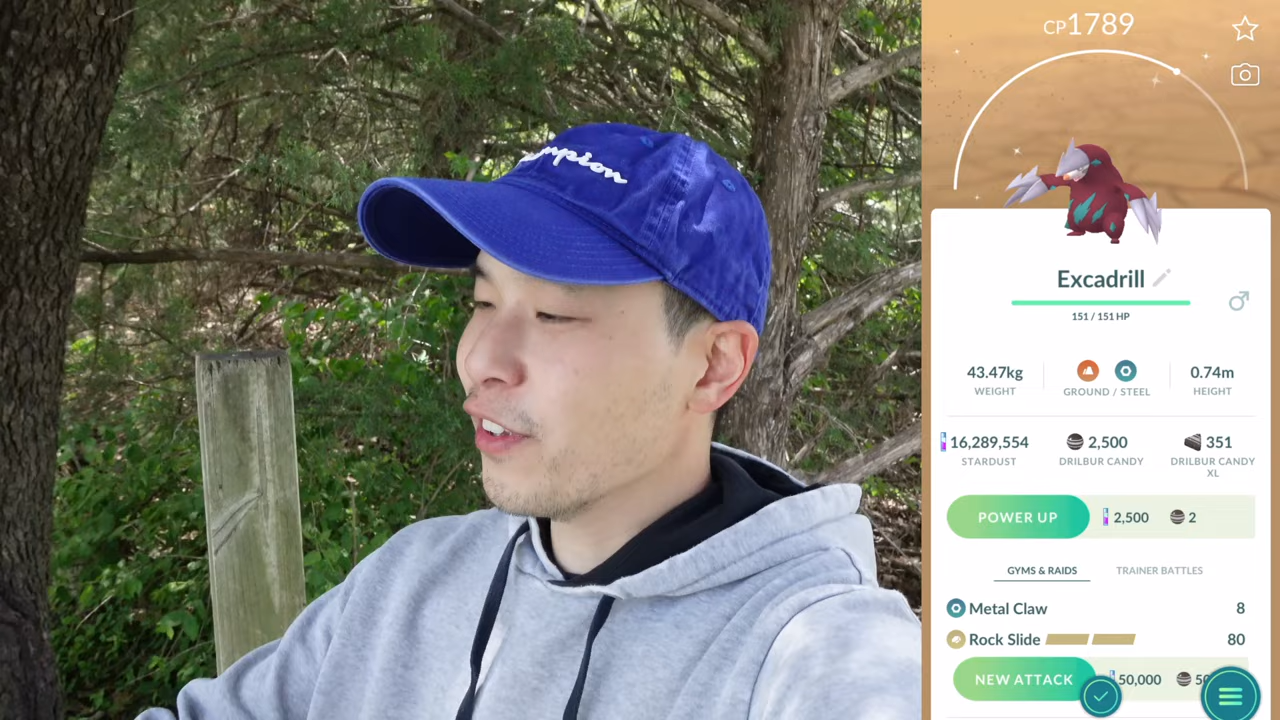 CP1789
Champion
Excadrill
151 / 151 HP
43.47kg
WEIGHT
GROUND / STEEL
0.74m
HEIGHT
16,289,554
STARDUST
2,500
DRILBUR CANDY
351
DRILBUR CANDY
XL
POWER UP
2,500
2
GYMS & RAIDS
TRAINER BATTLES
Metal Claw
8
Rock Slide
80
NEW ATTACK
50,000